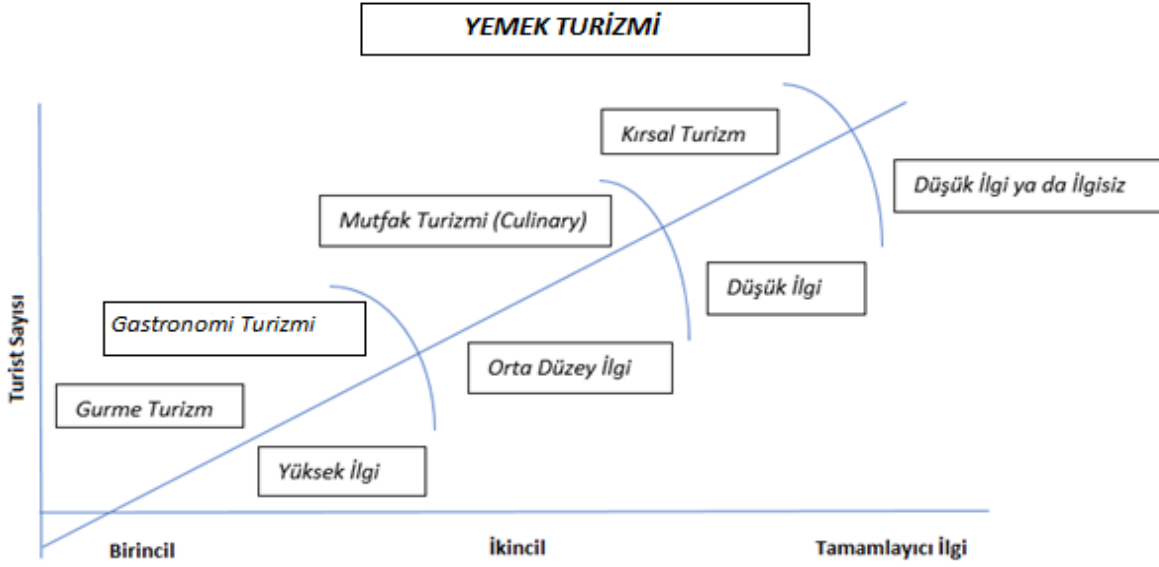 YEMEK TURİZMİ
Kırsal Turizm
Düşük İlgi ya da İlgisiz
Mutfak Turizmi (Culinary)
Düşük İlgi
Gastronomi Turizmi
Orta Düzey İlgi
Gurme Turizm
Yüksek İlgi
Turist Sayısı
Birincil
İkincil
Tamamlayıcı İlgi